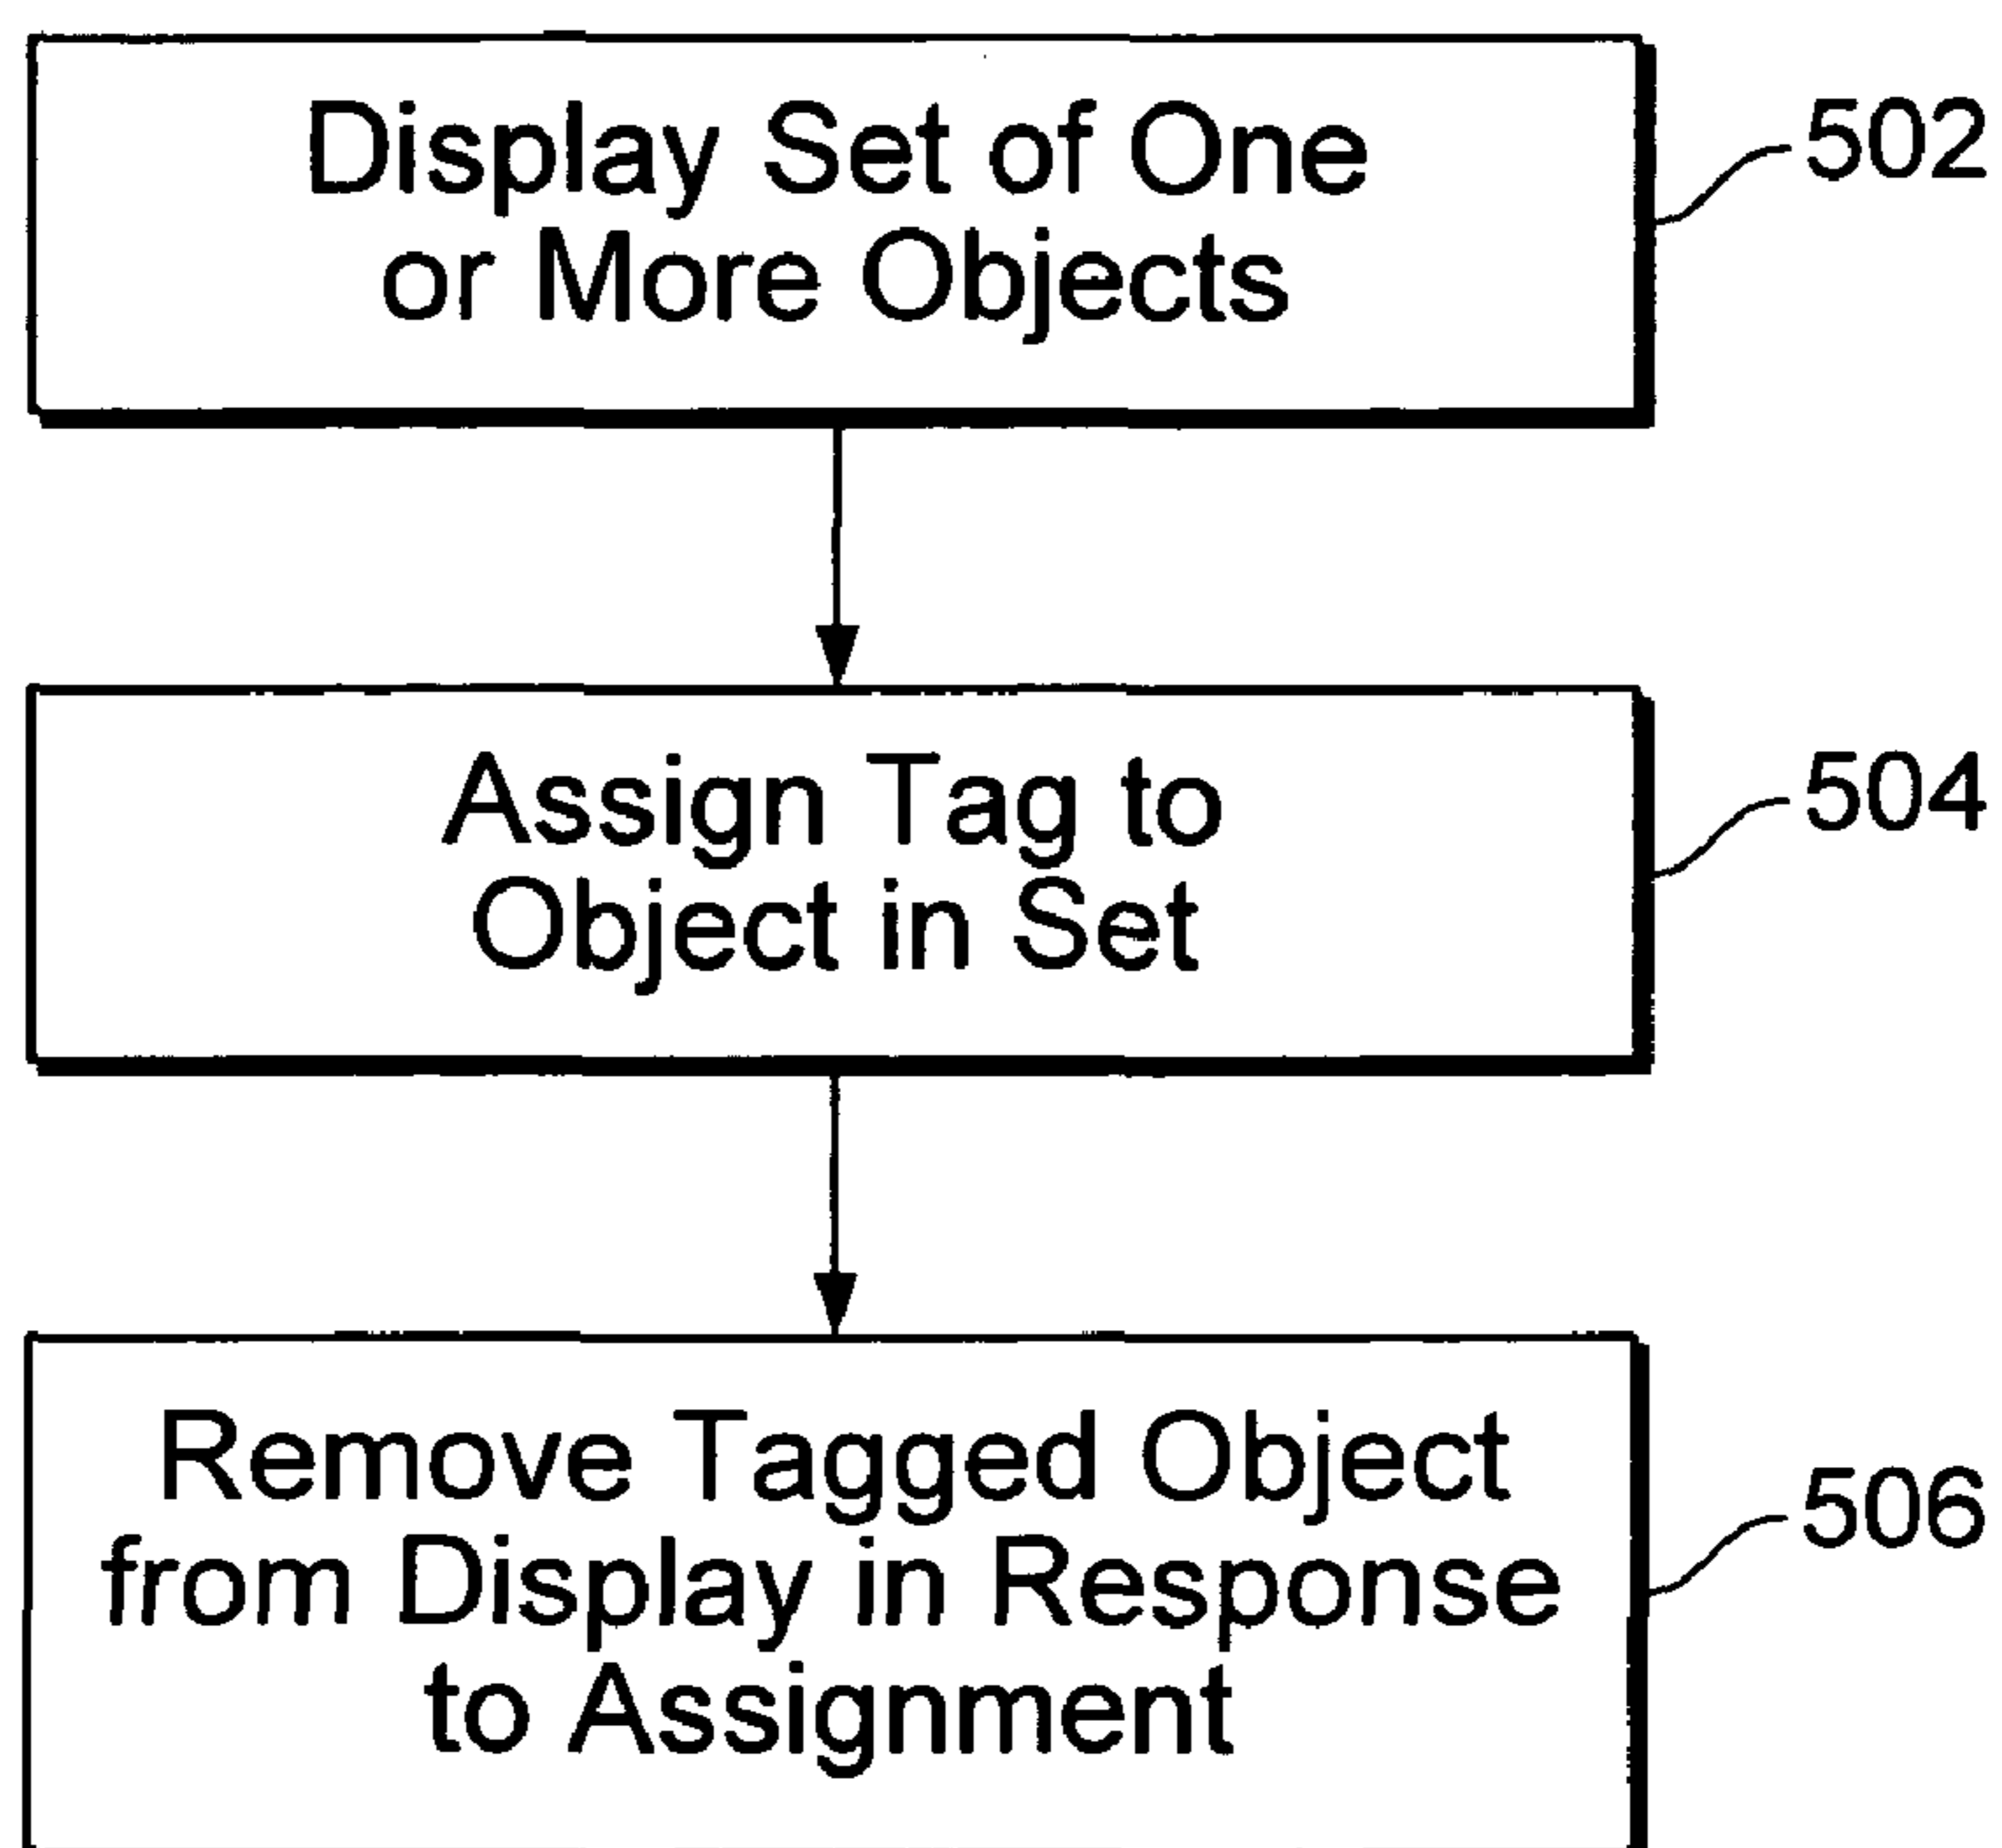 Display Set of One
or More Objects
502
Assign Tag to
Object in Set
504
Remove Tagged Object
from Display in Response
to Assignment
506